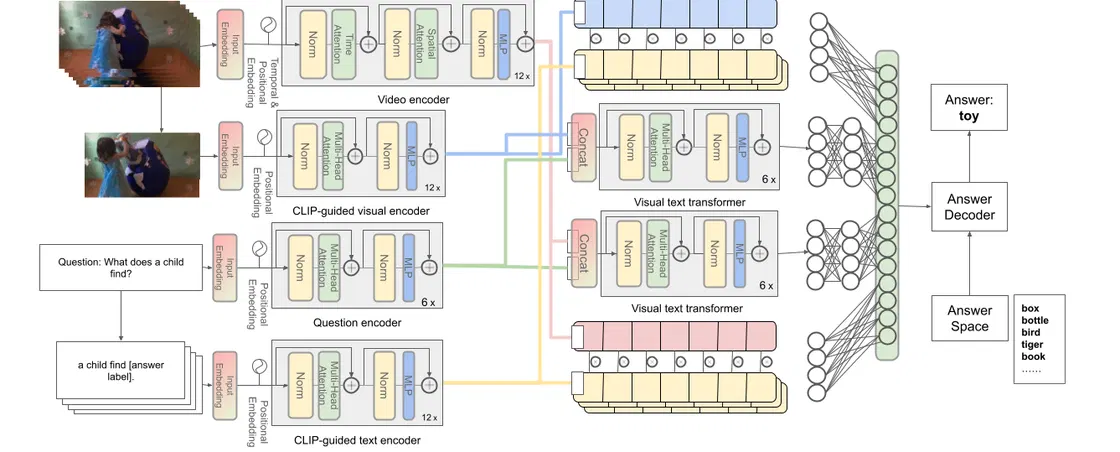 Input
Embedding
Temporal &
Positional
Embedding
Norm
Time
Attention
Norm
Spatial
Attention
Norm
MLP
12 x
Video encoder
Input
Embedding
Positional
Embedding
Norm
Multi-Head
Attention
Norm
MLP
12 x
CLIP-guided visual encoder
Question: What does a child
find?
Input
Embedding
Positional
Embedding
Norm
Multi-Head
Attention
Norm
MLP
6 x
Question encoder
a child find [answer
label].
Input
Embedding
Positional
Embedding
Norm
Multi-Head
Attention
Norm
MLP
12 x
CLIP-guided text encoder
Concat
Norm
Multi-Head
Attention
Norm
MLP
6 x
Visual text transformer
Concat
Norm
Multi-Head
Attention
Norm
MLP
6 x
Visual text transformer
Answer:
toy
Answer
Decoder
Answer
Space
box
bottle
bird
tiger
book
……